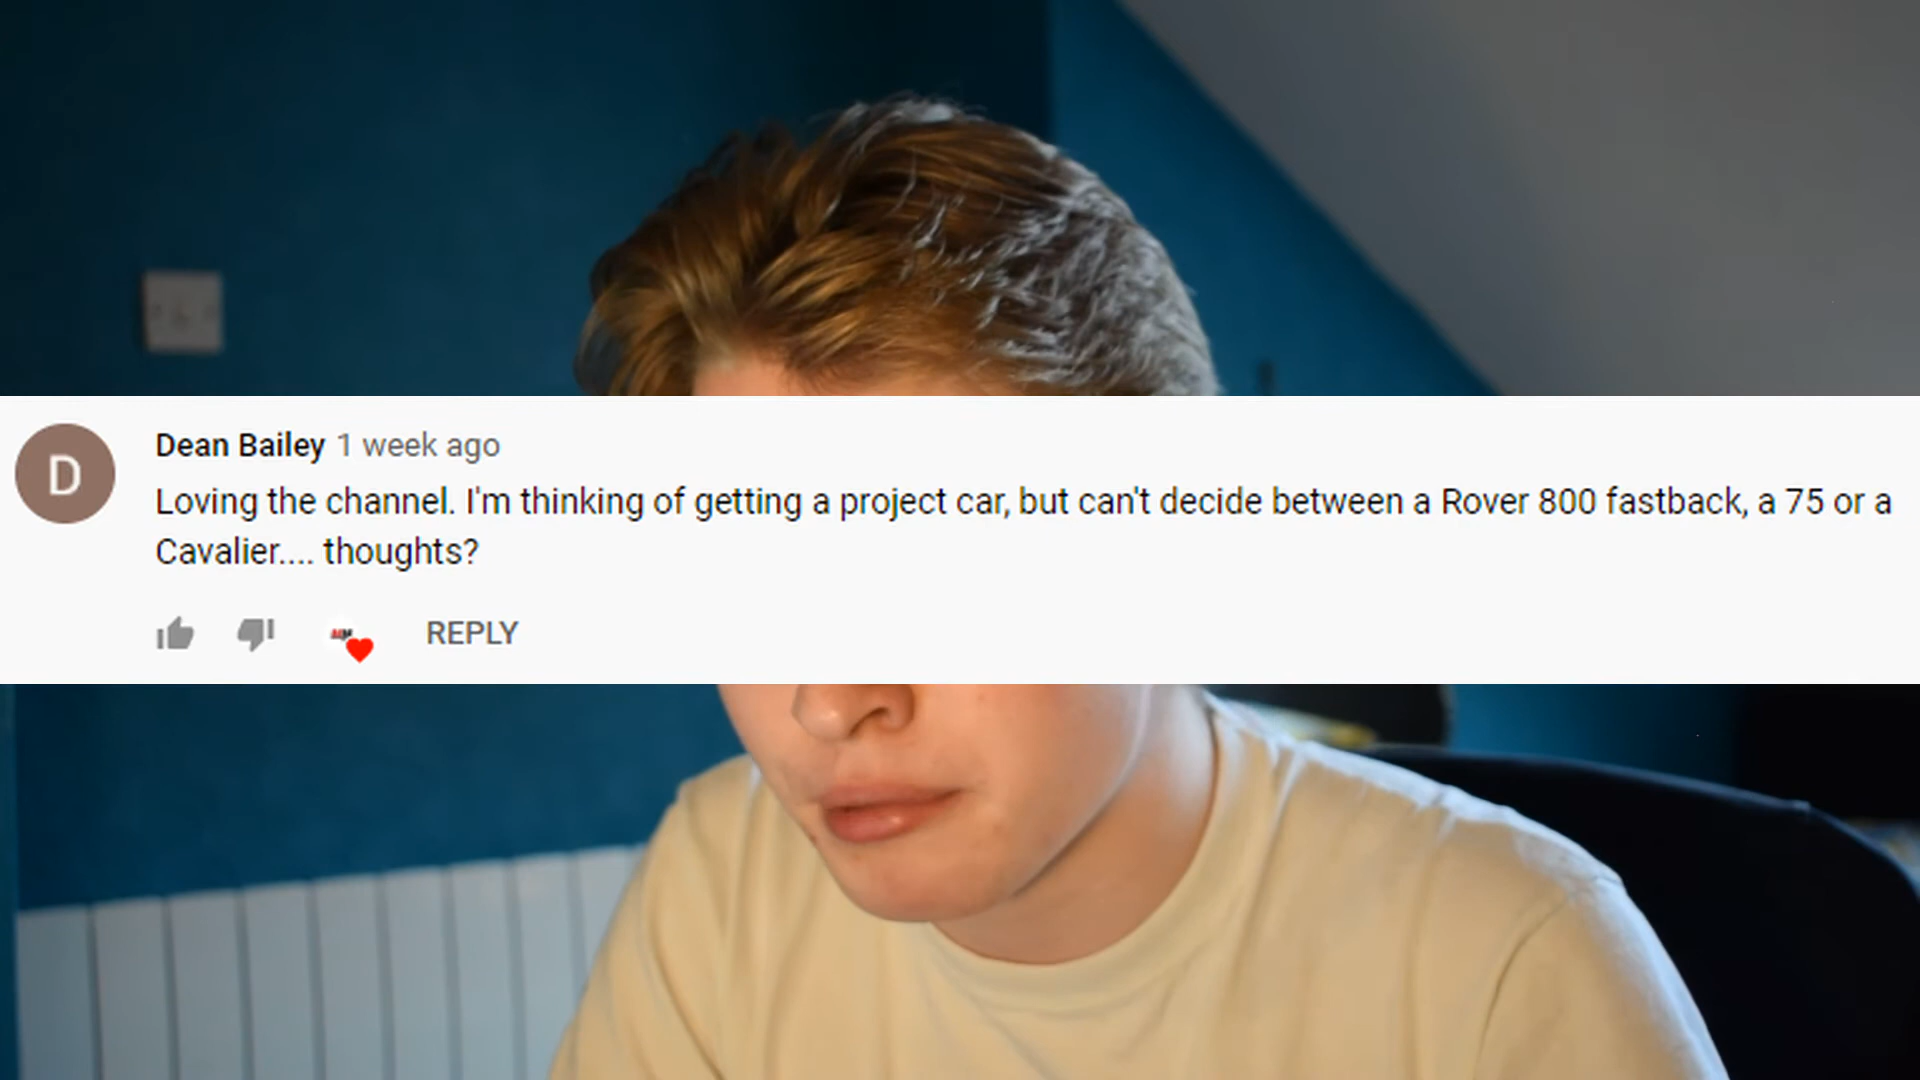 D
Dean Bailey 1 week ago
Loving the channel. I'm thinking of getting a project car, but can't decide between a Rover 800 fastback, a 75 or a
Cavalier.... thoughts?
REPLY